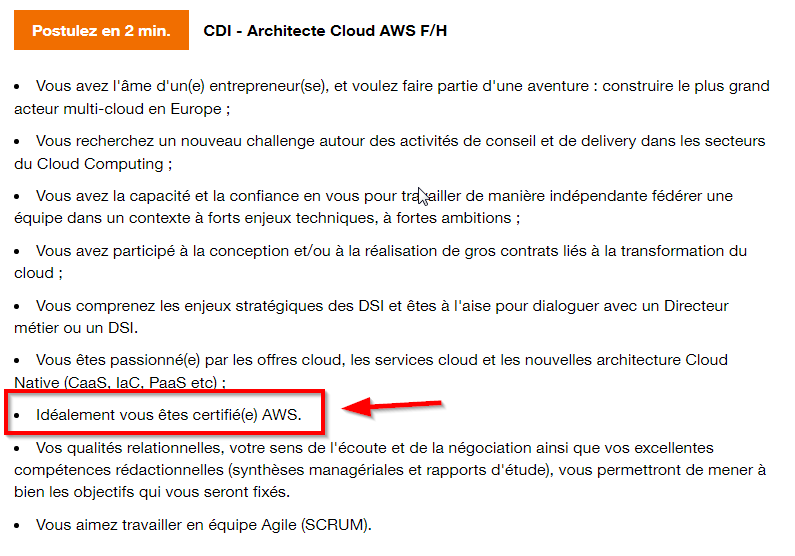 Postulez en 2 min.
CDI - Architecte Cloud AWS F/H
• Vous avez l'âme d'un(e) entrepreneur(se), et voulez faire partie d'une aventure : construire le plus grand
acteur multi-cloud en Europe ;
• Vous recherchez un nouveau challenge autour des activités de conseil et de delivery dans les secteurs
du Cloud Computing ;
• Vous avez la capacité et la confiance en vous pour travailler de manière indépendante fédérer une
équipe dans un contexte à forts enjeux techniques, à fortes ambitions ;
• Vous avez participé à la conception et/ou à la réalisation de gros contrats liés à la transformation du
cloud ;
• Vous comprenez les enjeux stratégiques des DSI et êtes à l'aise pour dialoguer avec un Directeur
métier ou un DSI.
• Vous êtes passionné(e) par les offres cloud, les services cloud et les nouvelles architecture Cloud
Native (CaaS, IaC, PaaS etc) ;
• Idéalement vous êtes certifié(e) AWS.
• Vos qualités relationnelles, votre sens de l'écoute et de la négociation ainsi que vos excellentes
compétences rédactionnelles (synthèses managériales et rapports d'étude), vous permettront de mener à
bien les objectifs qui vous seront fixés.
• Vous aimez travailler en équipe Agile (SCRUM).